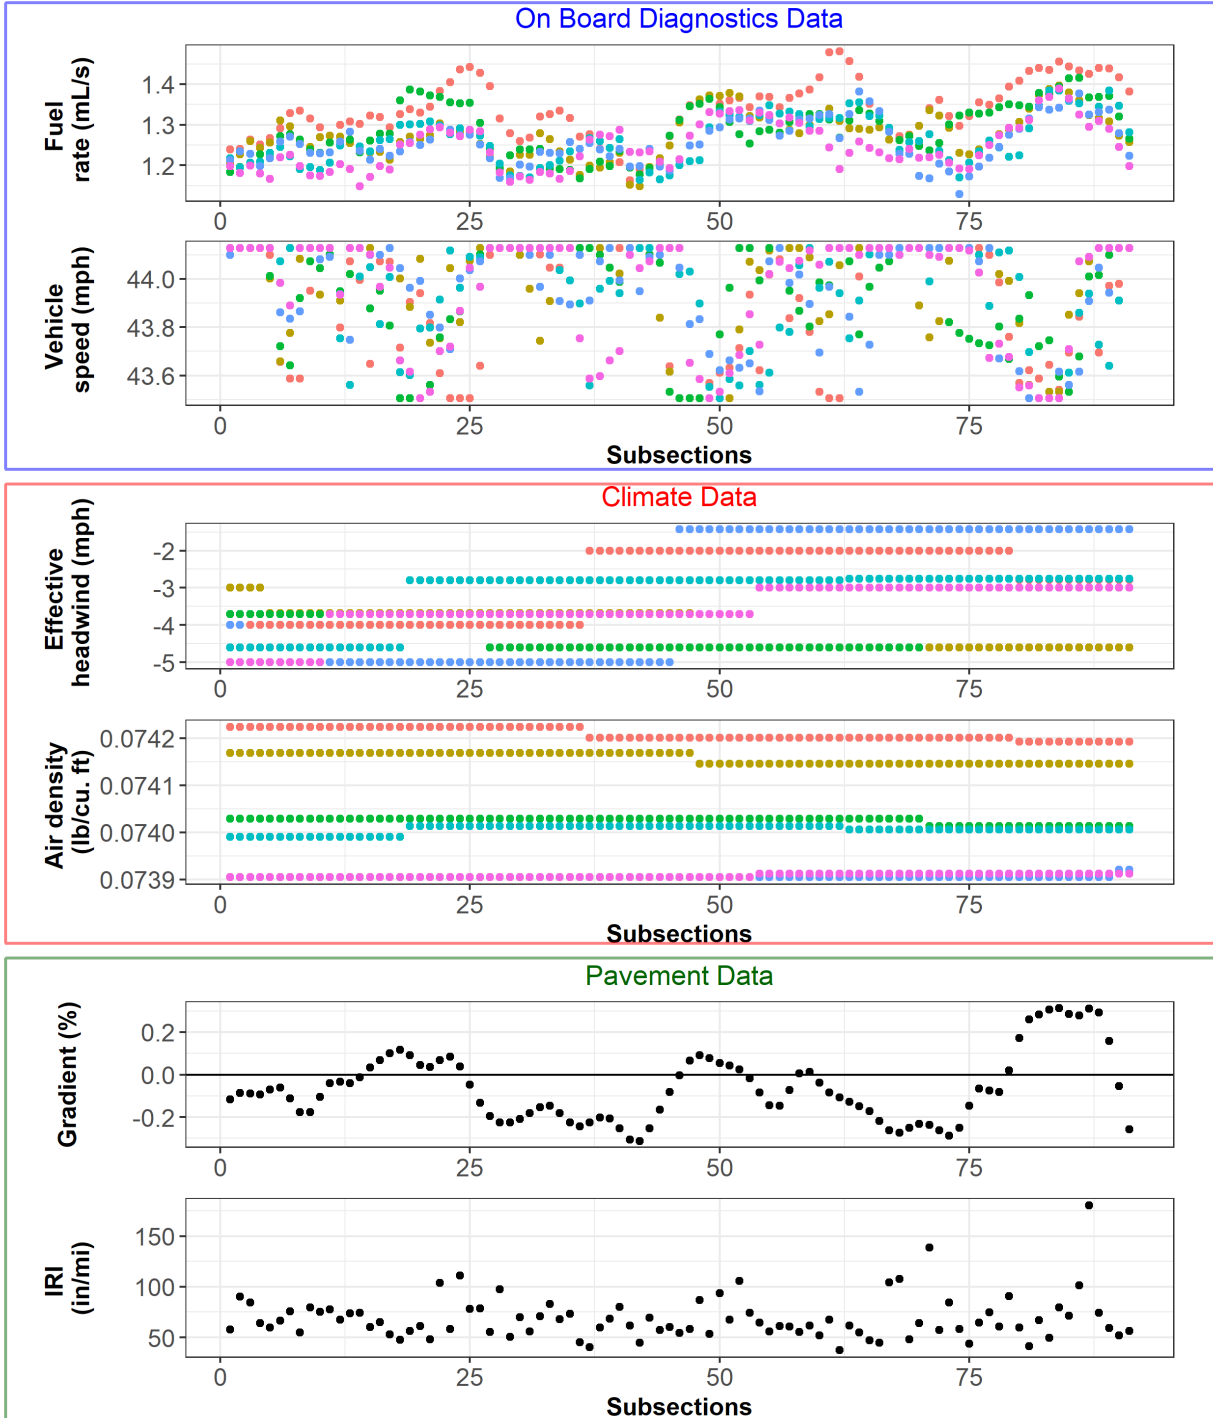 On Board Diagnostics Data
Fuel
rate (mL/s)
1.4
1.3
1.2
0 25 50 75
Vehicle
speed (mph)
44.0
43.8
43.6
0 25 50 75
Subsections
Climate Data
Effective
headwind (mph)
-2
-3
-4
-5
0 25 50 75
Air density
(lb/cu. ft)
0.0742
0.0741
0.0740
0.0739
0 25 50 75
Subsections
Pavement Data
Gradient (%)
0.2
0.0
-0.2
0 25 50 75
IRI
(in/mi)
150
100
50
0 25 50 75
Subsections